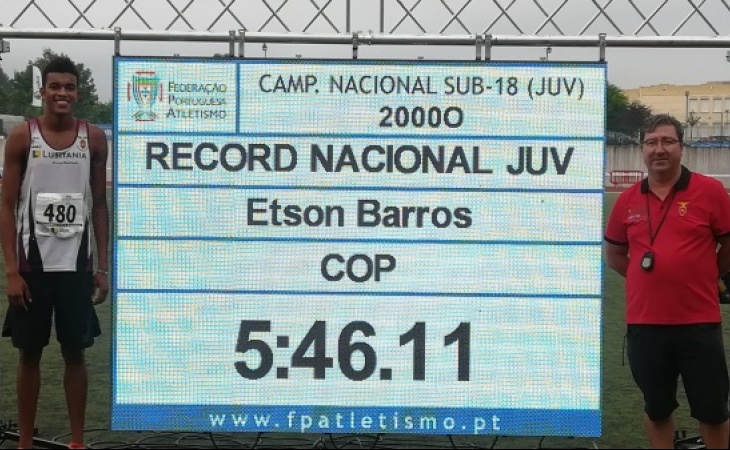 FEDERAÇÃO
PORTUGUESA
ATLETISMO
CAMP. NACIONAL SUB-18 (JUV)
20000
RECORD NACIONAL JUV
Etson Barros
COP
5:46.11
www.fpatletismo.pt
LUSITANIA
480